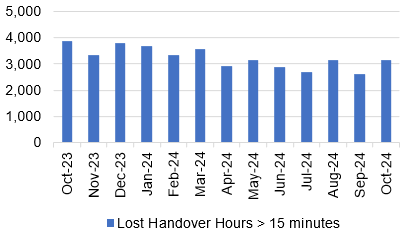 5,000
4,000
3,000
2,000
1,000
0
Oct-23
Nov-23
Dec-23
Jan-24
Feb-24
Mar-24
Apr-24
May-24
Jun-24
Jul-24
Aug-24
Sep-24
Oct-24
Lost Handover Hours > 15 minutes